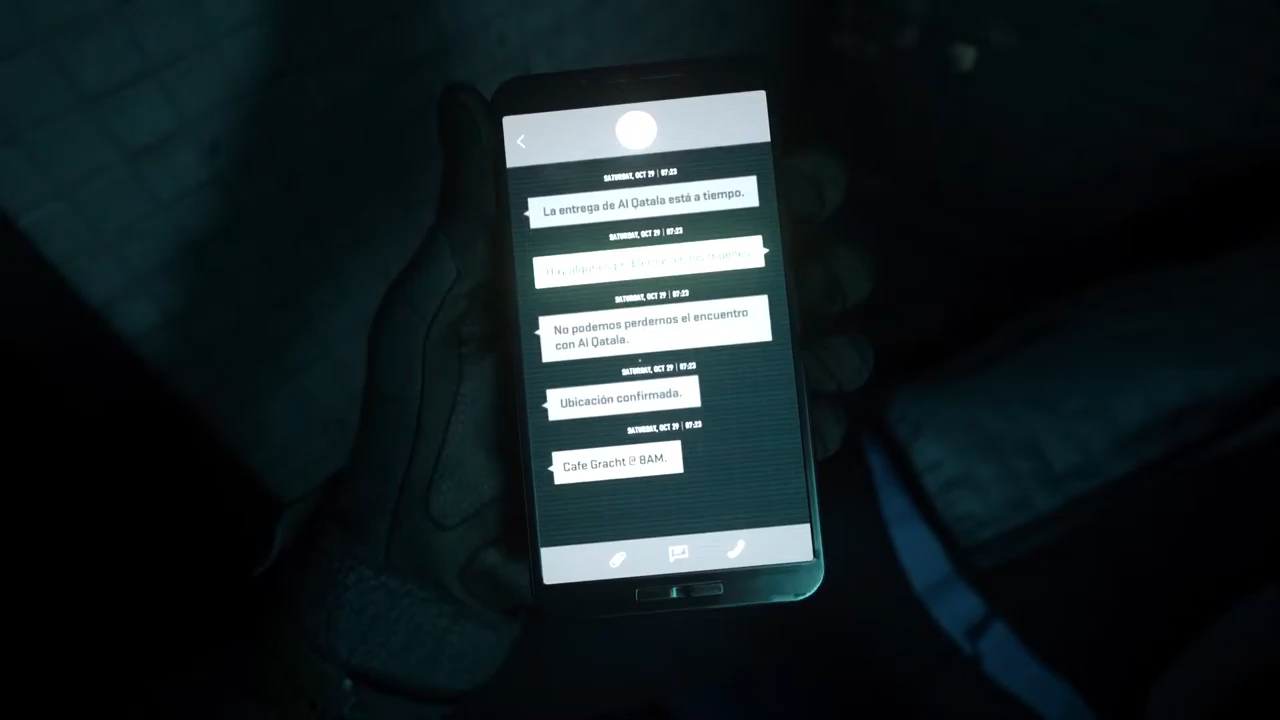 SATURDAY, OCT 29 | 07:23
La entrega de Al Qatala está a tiempo.
SATURDAY, OCT 29 | 07:23
Hay
SATURDAY, OCT 29 | 07:23
No podemos perdernos el encuentro
con Al Qatala.
SATURDAY, OCT 29 | 07:23
Ubicación confirmada.
SATURDAY, OCT 29 | 07:23
Cafe Gracht @ 8AM.